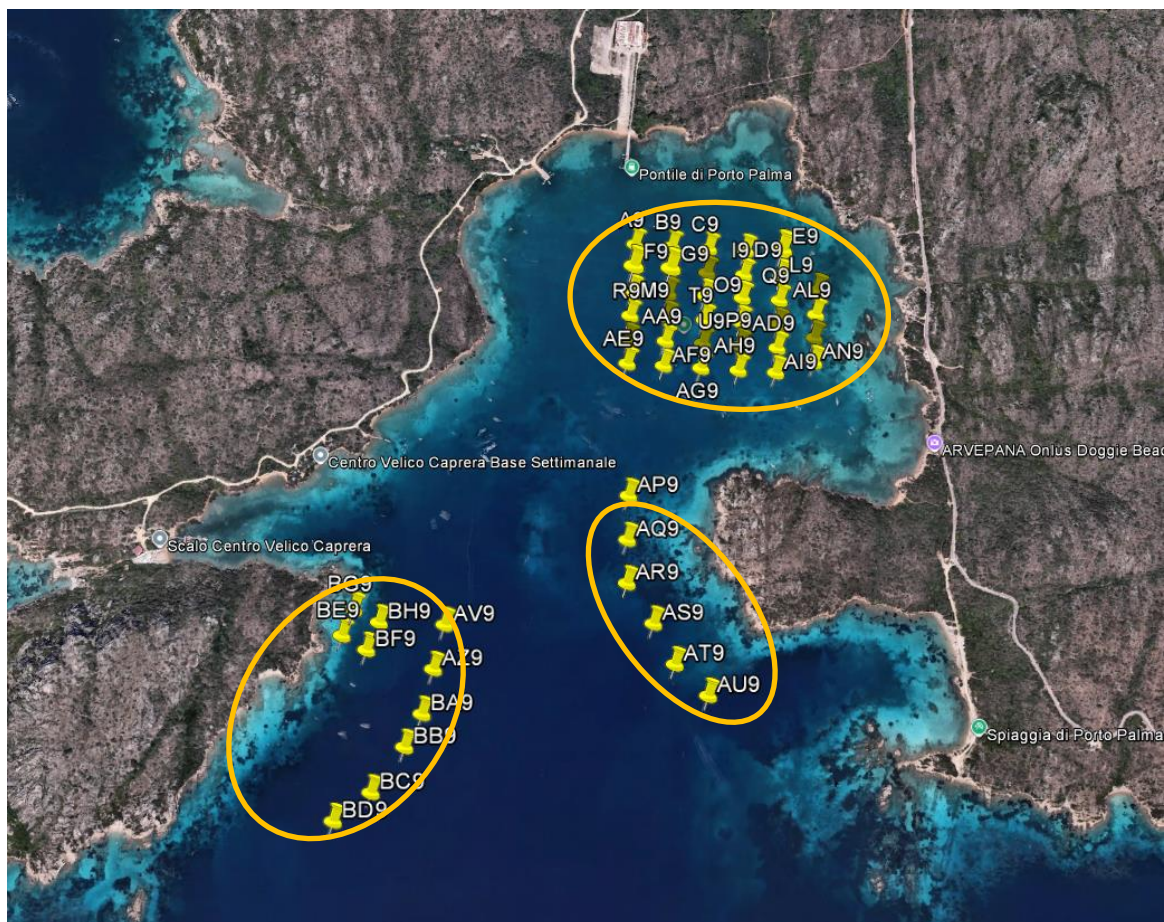 Pontile di Porto Palma
A9
B9
C9
I9
D9
E9
F9
G9
Q9
L9
R9
M9
T9
O9
AL9
AA9
U9
P9
AD9
AE9
AF9
AH9
AI9
AN9
AG9
ARVEPANA Onlus Doggie Beac
Centro Velico Caprera Base Settimanale
AP9
AQ9
Scalo Centro Velico Caprera
AR9
BG9
BE9
BH9
AV9
AS9
BF9
AZ9
AT9
AU9
BA9
BB9
Spiaggia di Porto Palma
BC9
BD9